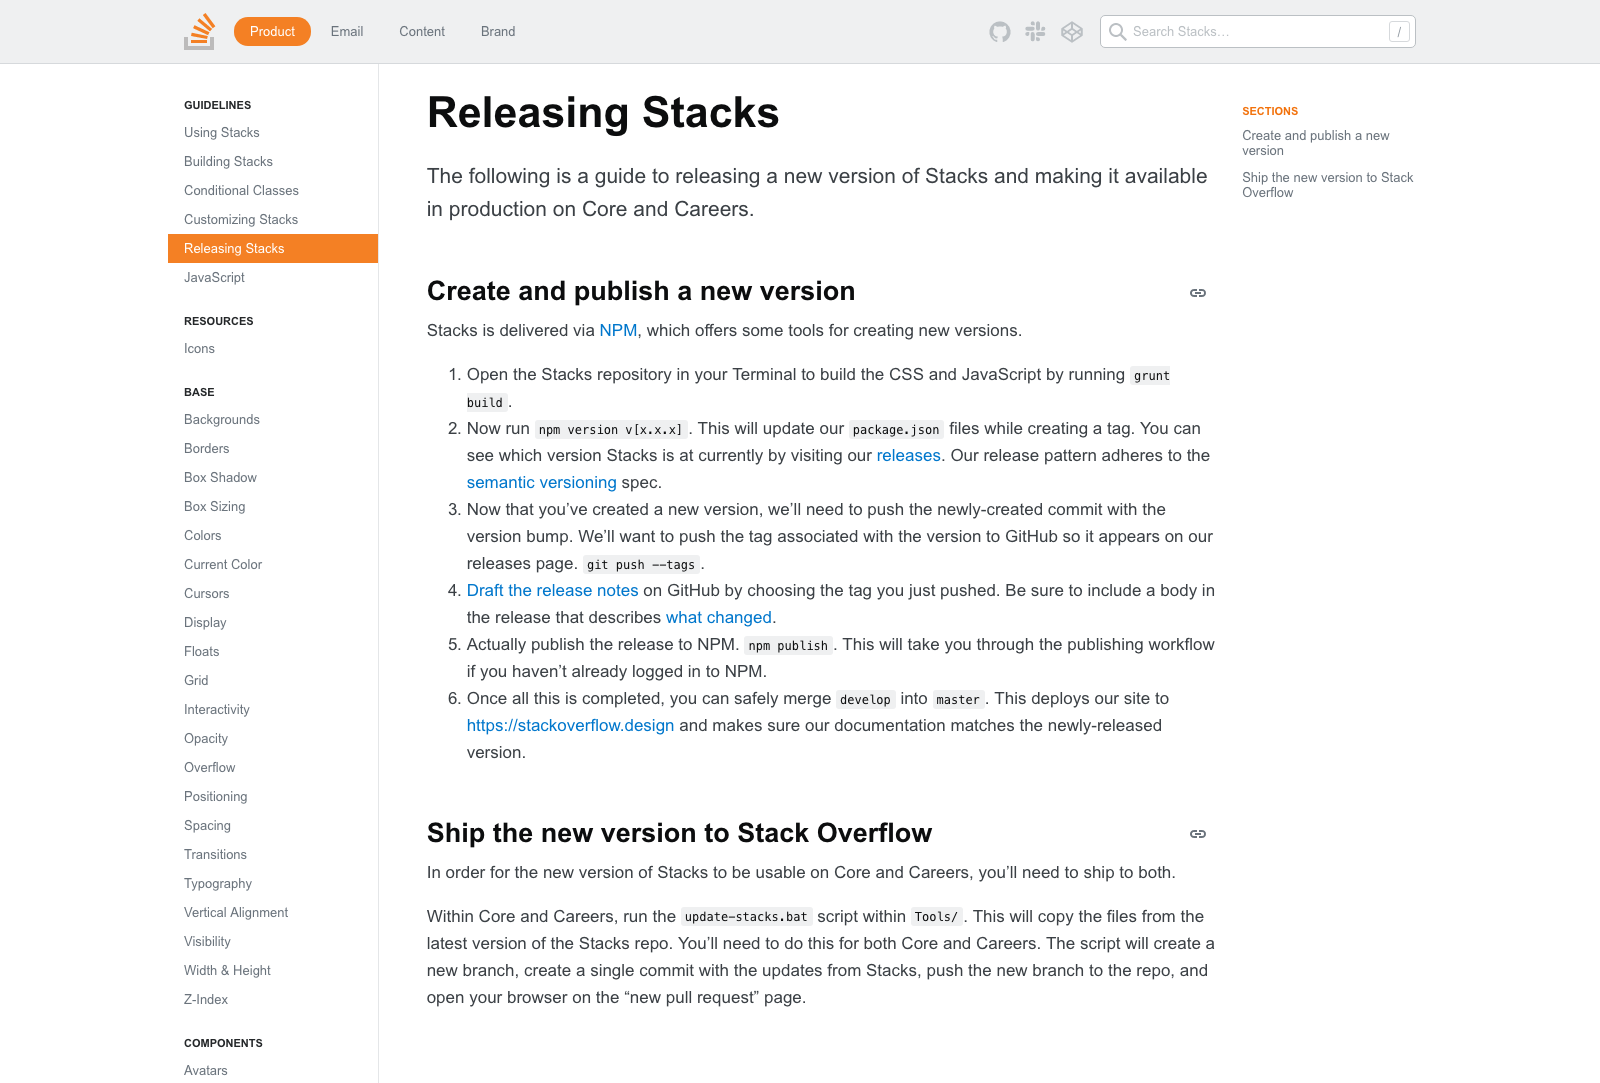 Product Email Content Brand
Search Stacks… /
GUIDELINES
Using Stacks
Building Stacks
Conditional Classes
Customizing Stacks
Releasing Stacks
JavaScript
RESOURCES
Icons
BASE
Backgrounds
Borders
Box Shadow
Box Sizing
Colors
Current Color
Cursors
Display
Floats
Grid
Interactivity
Opacity
Overflow
Positioning
Spacing
Transitions
Typography
Vertical Alignment
Visibility
Width & Height
Z-Index
COMPONENTS
Avatars
Releasing Stacks
The following is a guide to releasing a new version of Stacks and making it available
in production on Core and Careers.
Create and publish a new version
Stacks is delivered via NPM, which offers some tools for creating new versions.
1. Open the Stacks repository in your Terminal to build the CSS and JavaScript by running grunt
build .
2. Now run npm version v[x.x.x] . This will update our package.json files while creating a tag. You can
see which version Stacks is at currently by visiting our releases. Our release pattern adheres to the
semantic versioning spec.
3. Now that you’ve created a new version, we’ll need to push the newly-created commit with the
version bump. We’ll want to push the tag associated with the version to GitHub so it appears on our
releases page. git push --tags .
4. Draft the release notes on GitHub by choosing the tag you just pushed. Be sure to include a body in
the release that describes what changed.
5. Actually publish the release to NPM. npm publish . This will take you through the publishing workflow
if you haven’t already logged in to NPM.
6. Once all this is completed, you can safely merge develop into master . This deploys our site to
https://stackoverflow.design and makes sure our documentation matches the newly-released
version.
Ship the new version to Stack Overflow
In order for the new version of Stacks to be usable on Core and Careers, you’ll need to ship to both.
Within Core and Careers, run the update-stacks.bat script within Tools/ . This will copy the files from the
latest version of the Stacks repo. You’ll need to do this for both Core and Careers. The script will create a
new branch, create a single commit with the updates from Stacks, push the new branch to the repo, and
open your browser on the “new pull request” page.
SECTIONS
Create and publish a new
version
Ship the new version to Stack
Overflow